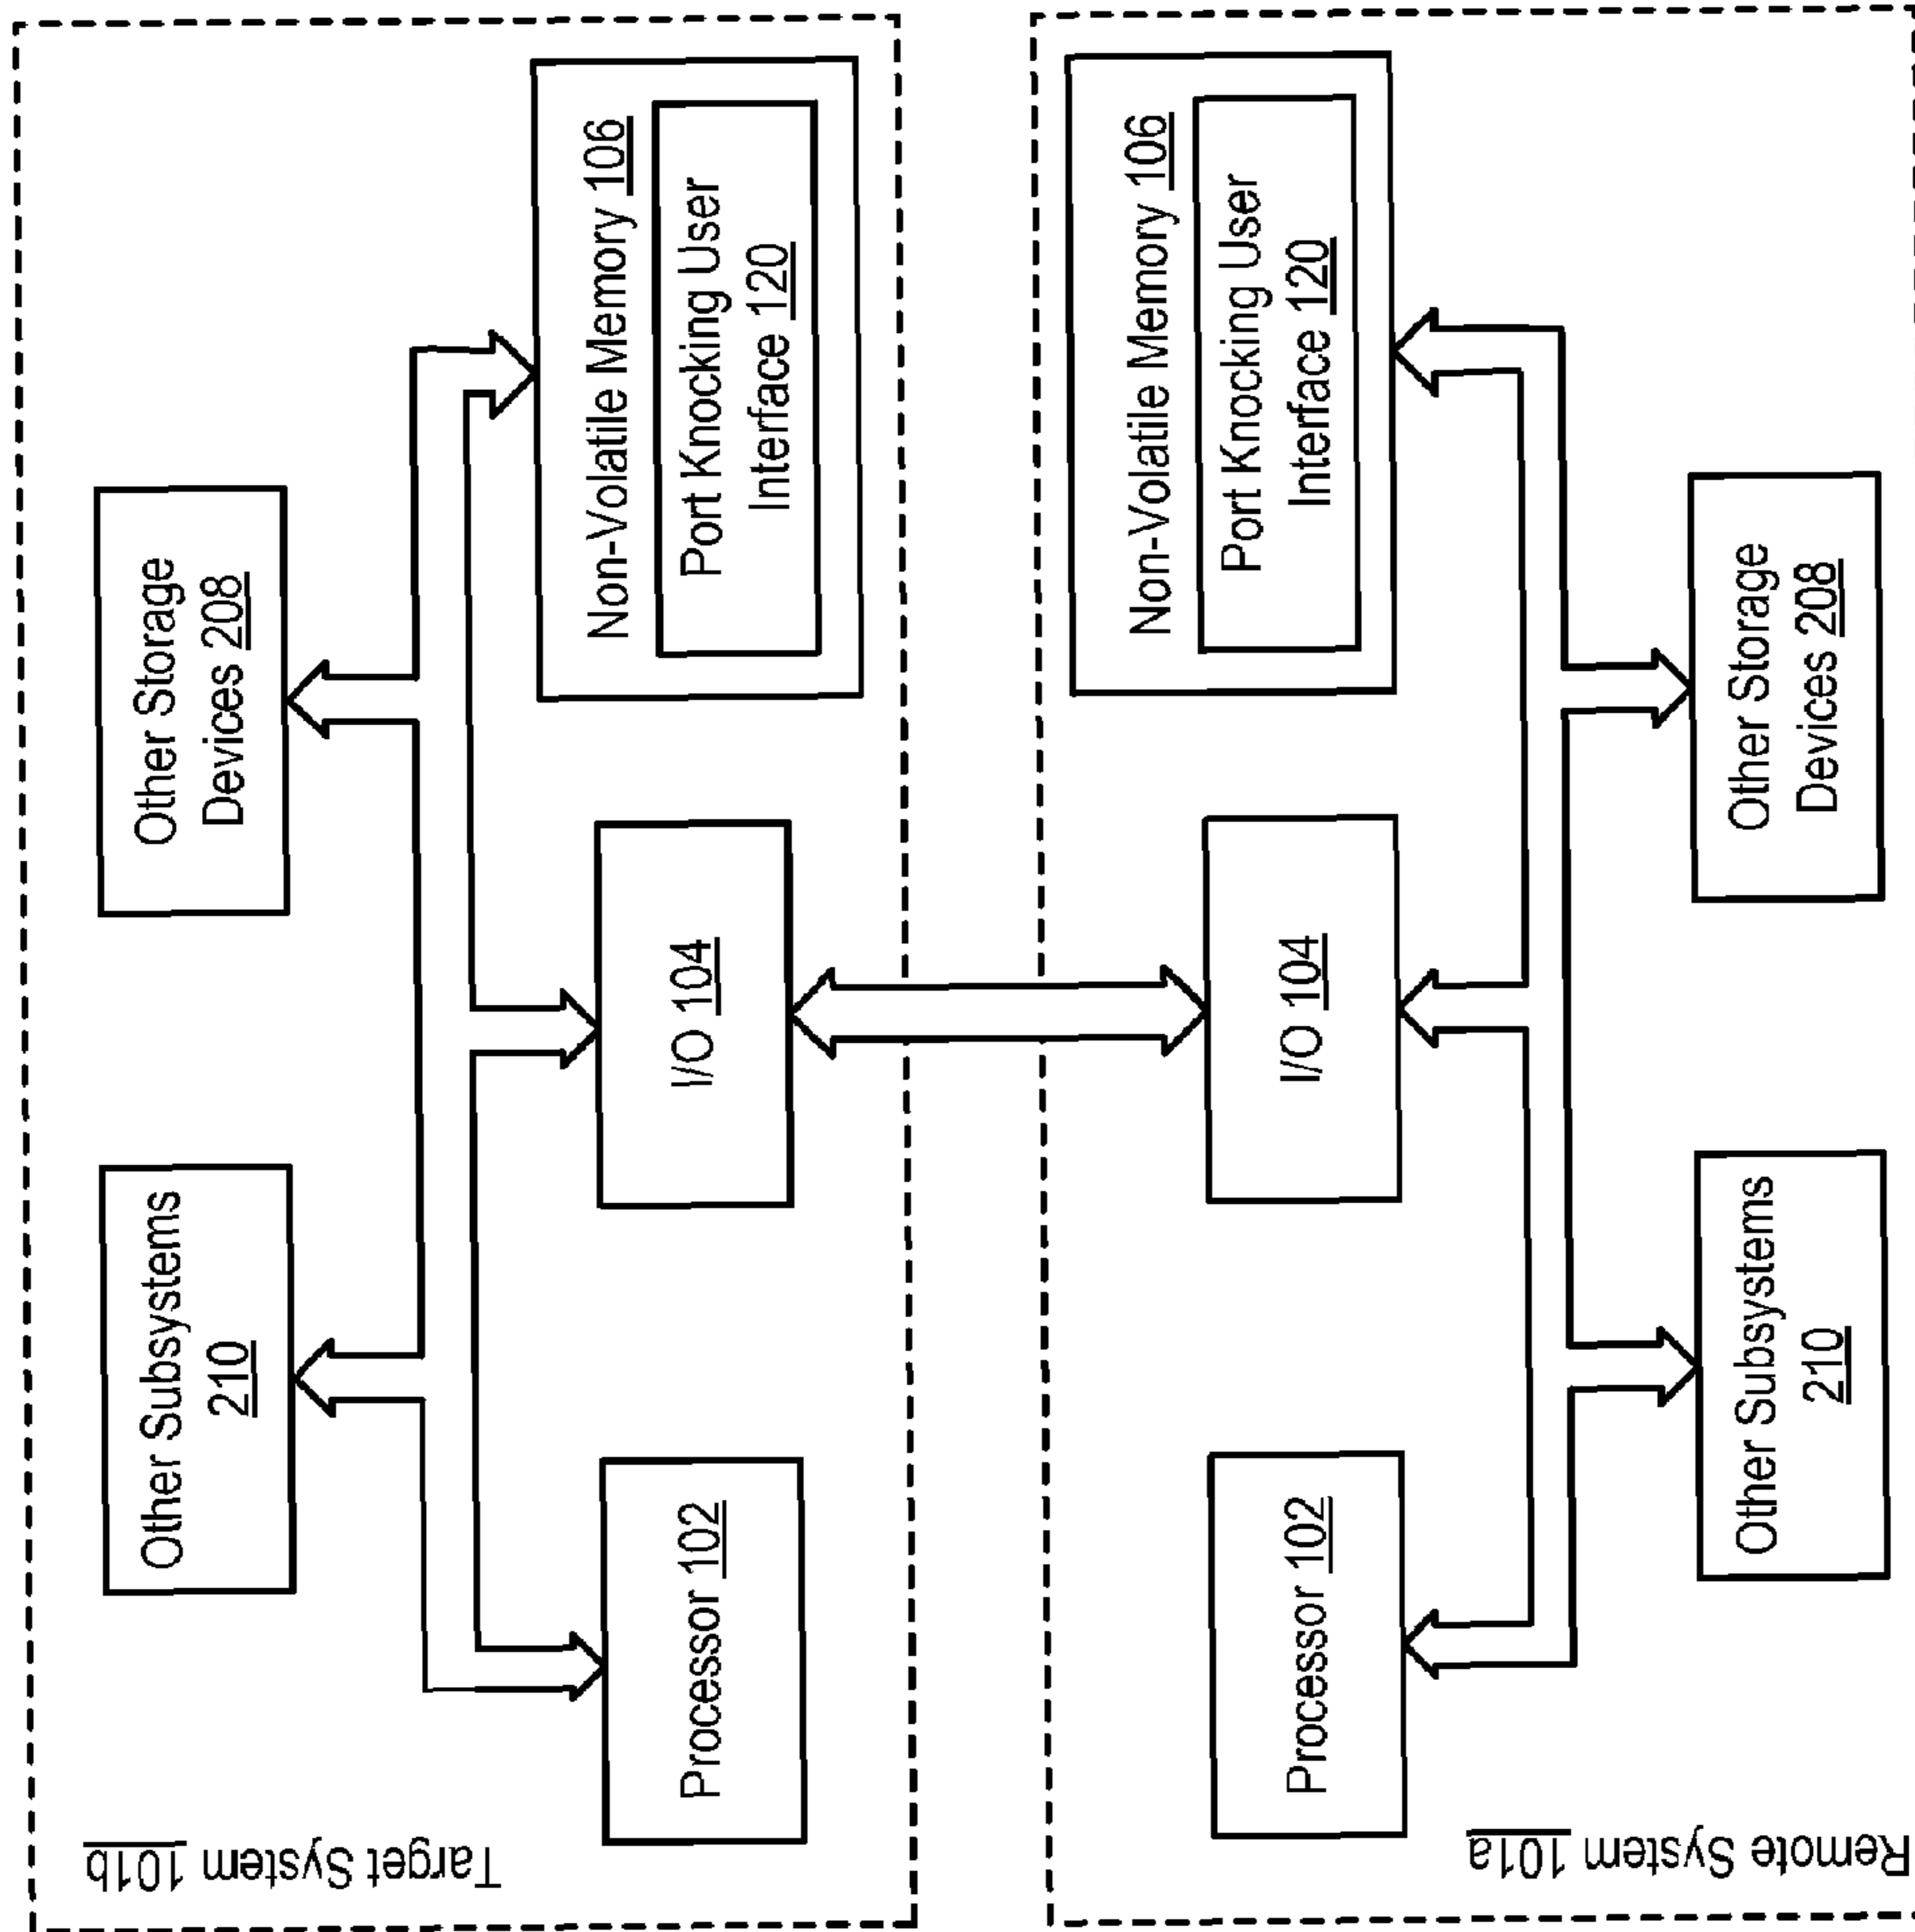 Target System 101b
Other Subsystems
210
Other Storage
Devices 208
Processor 102
I/O 104
Non-Volatile Memory 106
Port Knocking User
Interface 120
Remote System 101a
Processor 102
I/O 104
Non-Volatile Memory 106
Port Knocking User
Interface 120
Other Subsystems
210
Other Storage
Devices 208